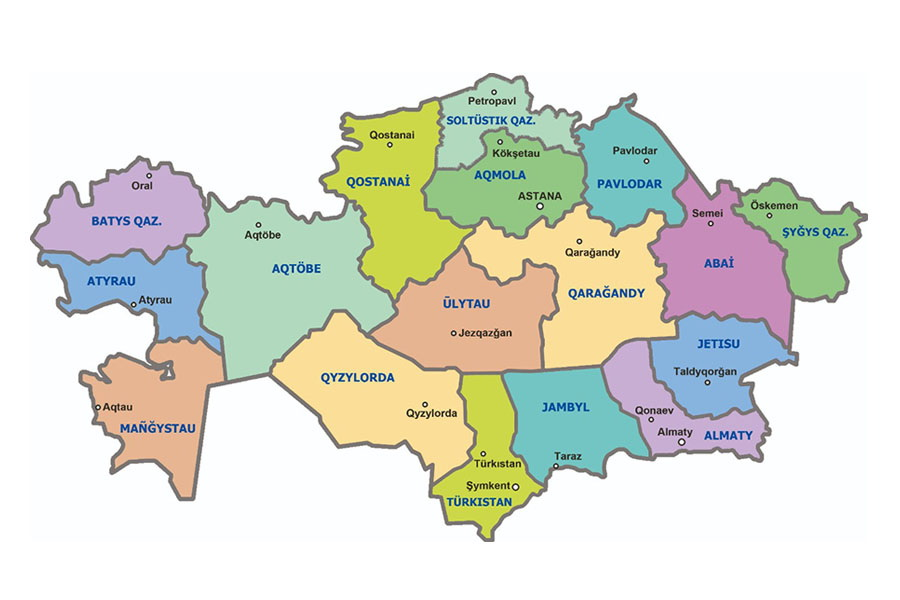 Petropavl
SOLTÜSTIK QAZ.
Qostanai
Kökşetau
Pavlodar
AQMOLA
QOSTANAİ
PAVLODAR
Oral
ASTANA
BATYS QAZ.
Semei
Öskemen
ŞYĞYS QAZ.
Aqtöbe
Qarağandy
ABAİ
AQTÖBE
ATYRAU
Atyrau
QARAĞANDY
ŪLYTAU
Jezqazğan
JETISU
Taldyqorğan
QYZYLORDA
Qyzylorda
JAMBYL
Aqtau
Qonaev
MAÑĞYSTAU
Almaty
ALMATY
Taraz
Türkıstan
Şymkent
TÜRKISTAN